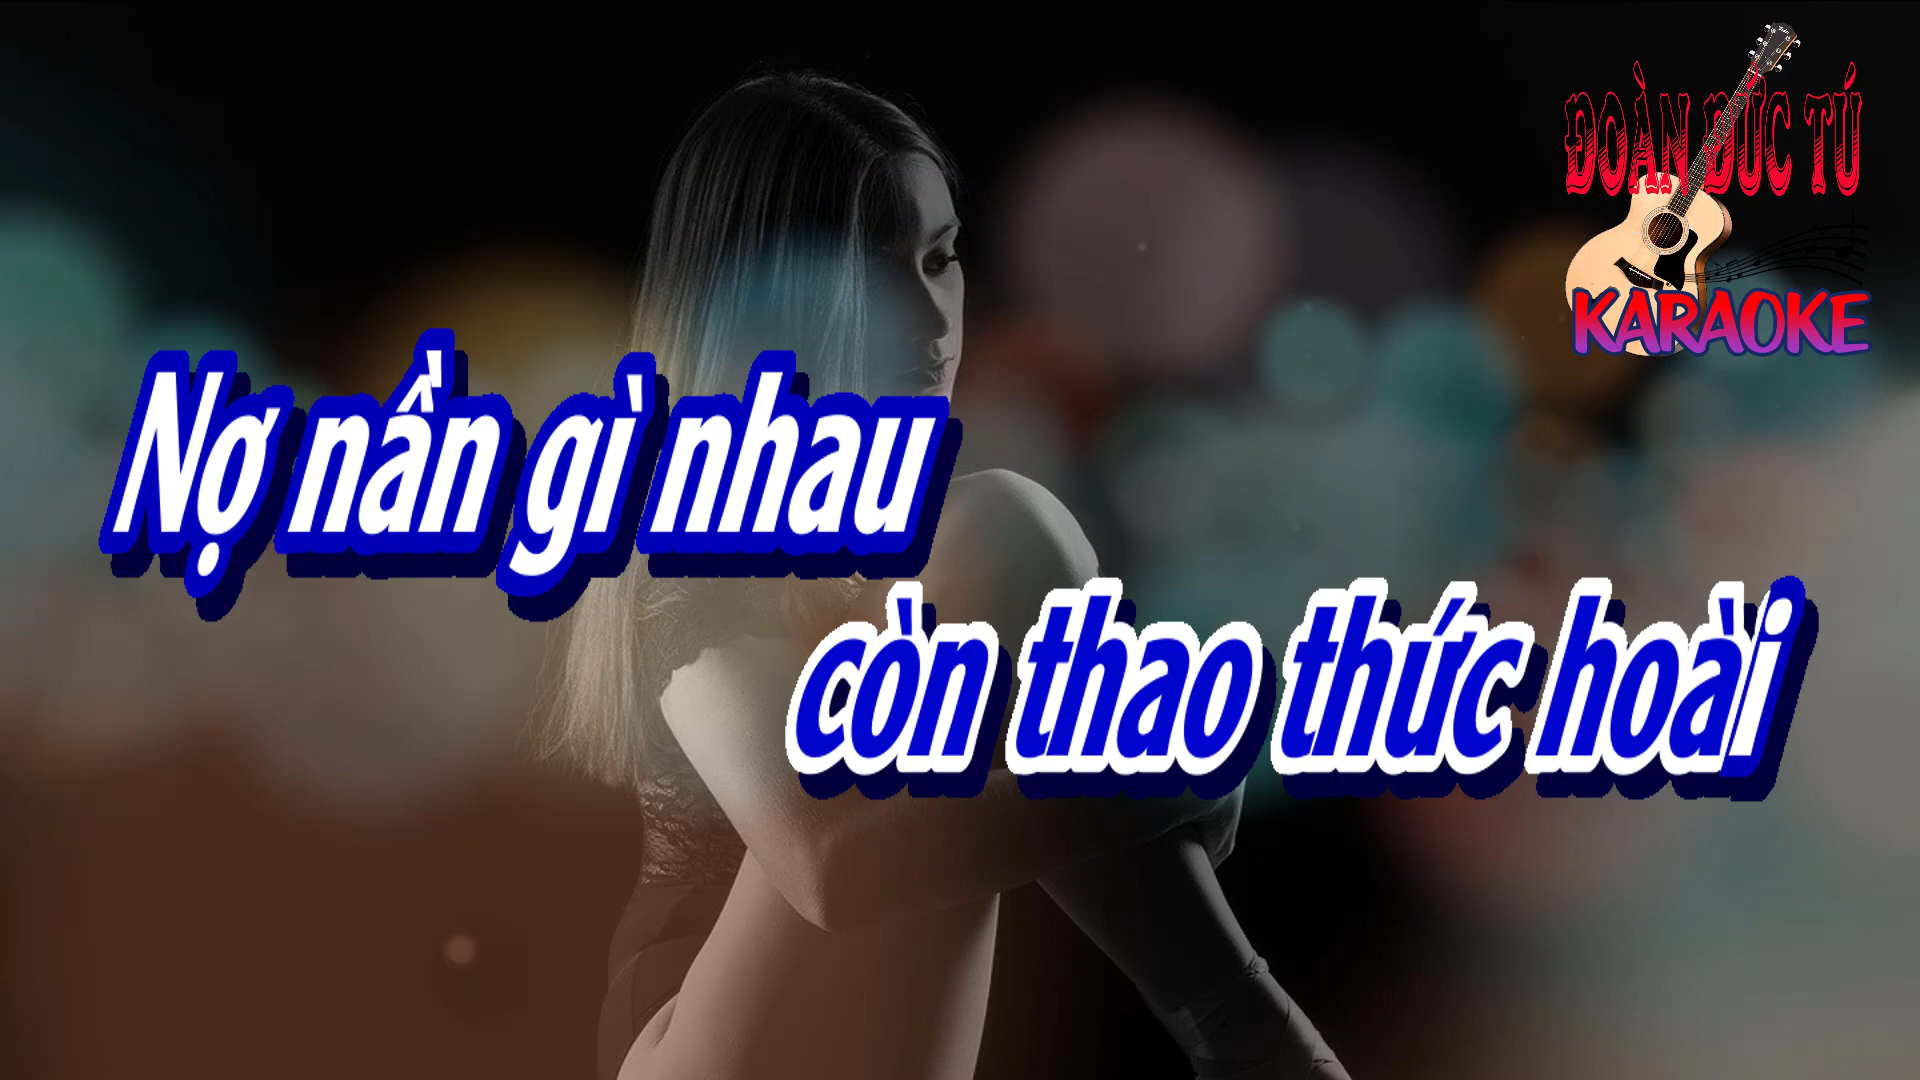 ĐOÀN ĐỨC TÚ
KARAOKE
Nợ nần gì nhau
còn thao thức hoài